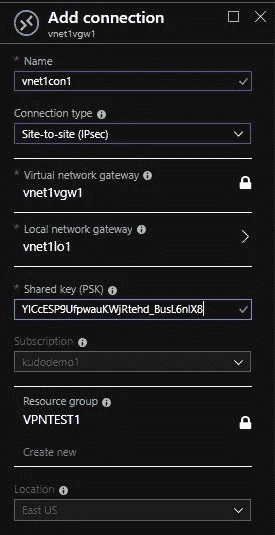 Add connection
vnet1vgw1
* Name
vnet1con1
Connection type
Site-to-site (IPsec)
* Virtual network gateway
vnet1vgw1
* Local network gateway
vnet1lo1
* Shared key (PSK)
YICcESP9UfpwauKWjRtehd_BusL6nIX8
Subscription
kudodemo1
Resource group
VPNTEST1
Create new
Location
East US